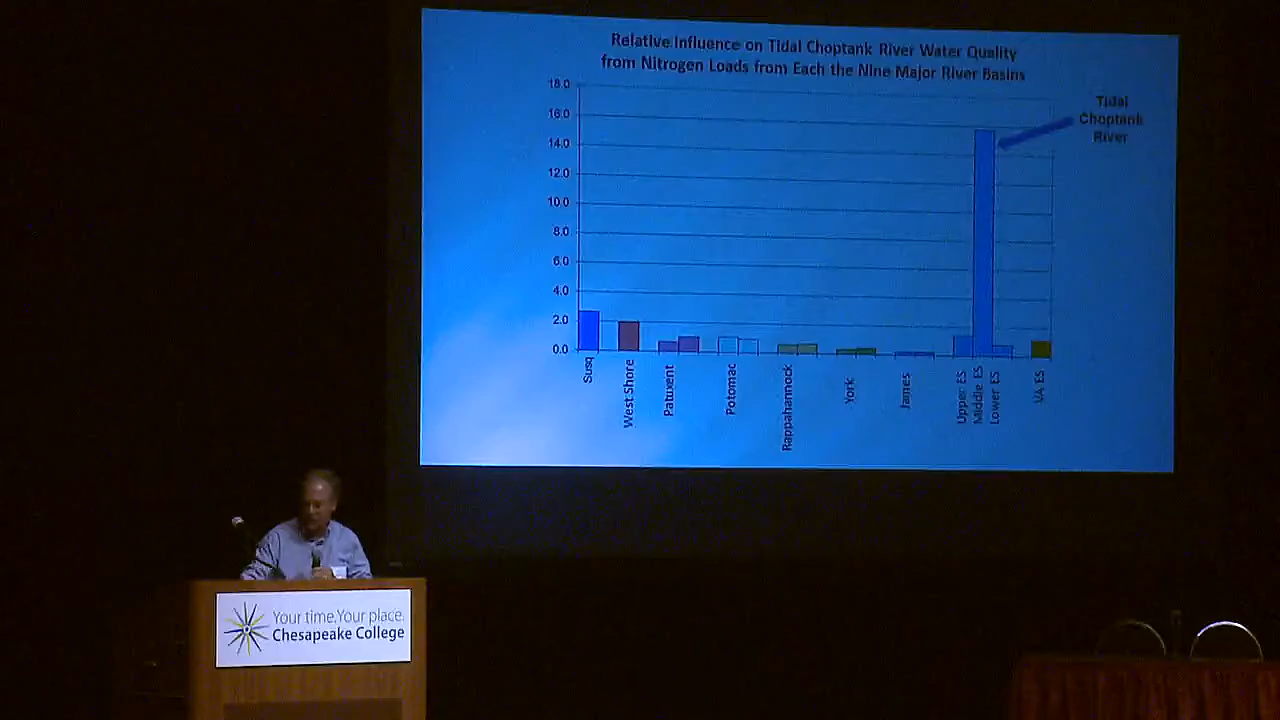 Relative Influence on Tidal Choptank River Water Quality
from Nitrogen Loads from Each the Nine Major River Basins
18.0
16.0
14.0
12.0
10.0
8.0
6.0
4.0
2.0
0.0
Tidal
Choptank
River
Susq
West Shore
Patuxent
Potomac
Rappahannock
York
James
Upper ES
Middle ES
Lower ES
VA ES
Your time.Your place.
Chesapeake College